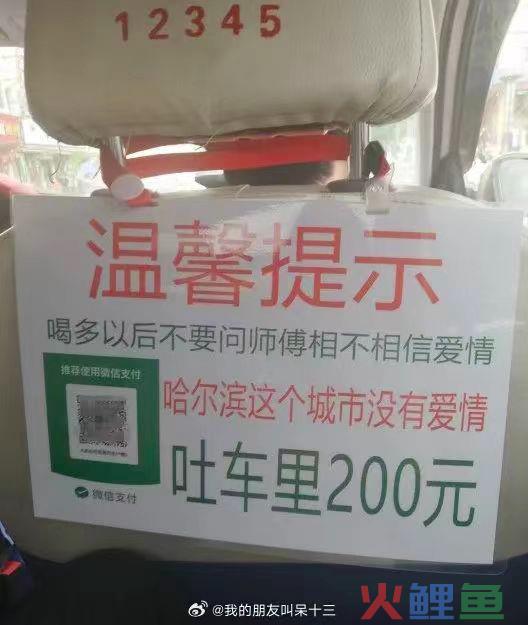 12345
温馨提示
喝多以后不要问师傅相不相信爱情
推荐使用微信支付
哈尔滨这个城市没有爱情
吐车里200元
微信支付
@我的朋友叫呆十三
火鲤鱼